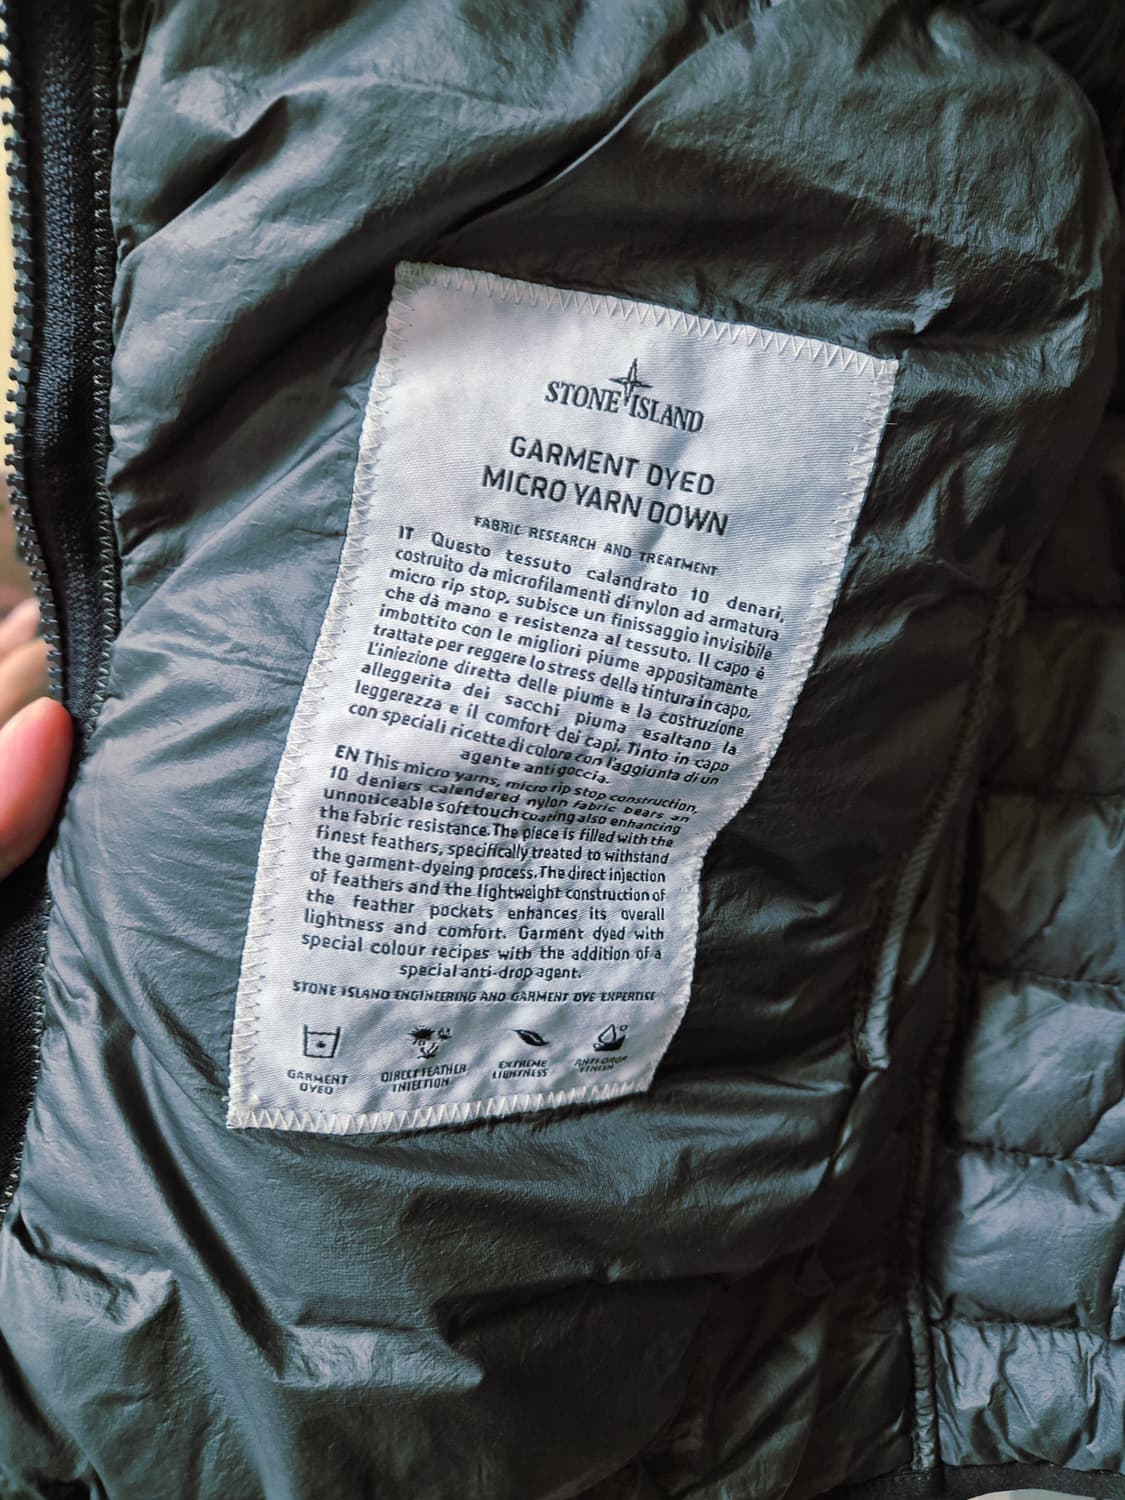 STONE ISLAND
GARMENT DYED
MICRO YARN DOWN
FABRIC RESEARCH AND TREATMENT
IT Questo tessuto calandrato 10 denari,
costruito da microfilamenti di nylon ad armatura
micro rip stop, subisce un finissaggio invisibile
che dà mano e resistenza al tessuto. Il capo è
imbottito con le migliori piume appositamente
trattate per reggere lo stress della tintura in capo.
L'iniezione diretta delle piume e la costruzione
alleggerita dei sacchi piuma esaltano la
leggerezza e il comfort dei capi. Tinto in capo
con speciali ricette di colore con l'aggiunta di un
agente anti goccia.
EN This micro yarns, micro rip stop construction,
10 deniers calendered nylon fabric bears an
unnoticeable soft touch coating also enhancing
the fabric resistance. The piece is filled with the
finest feathers, specifically treated to withstand
the garment-dyeing process. The direct injection
of feathers and the lightweight construction of
the feather pockets enhances its overall
lightness and comfort. Garment dyed with
special colour recipes with the addition of a
special anti-drop agent.
STONE ISLAND ENGINEERING AND GARMENT DYE EXPERTISE
GARMENT DYED
DIRECT FEATHER INJECTION
EXTREME LIGHTNESS
ANTI-DROP FINISH